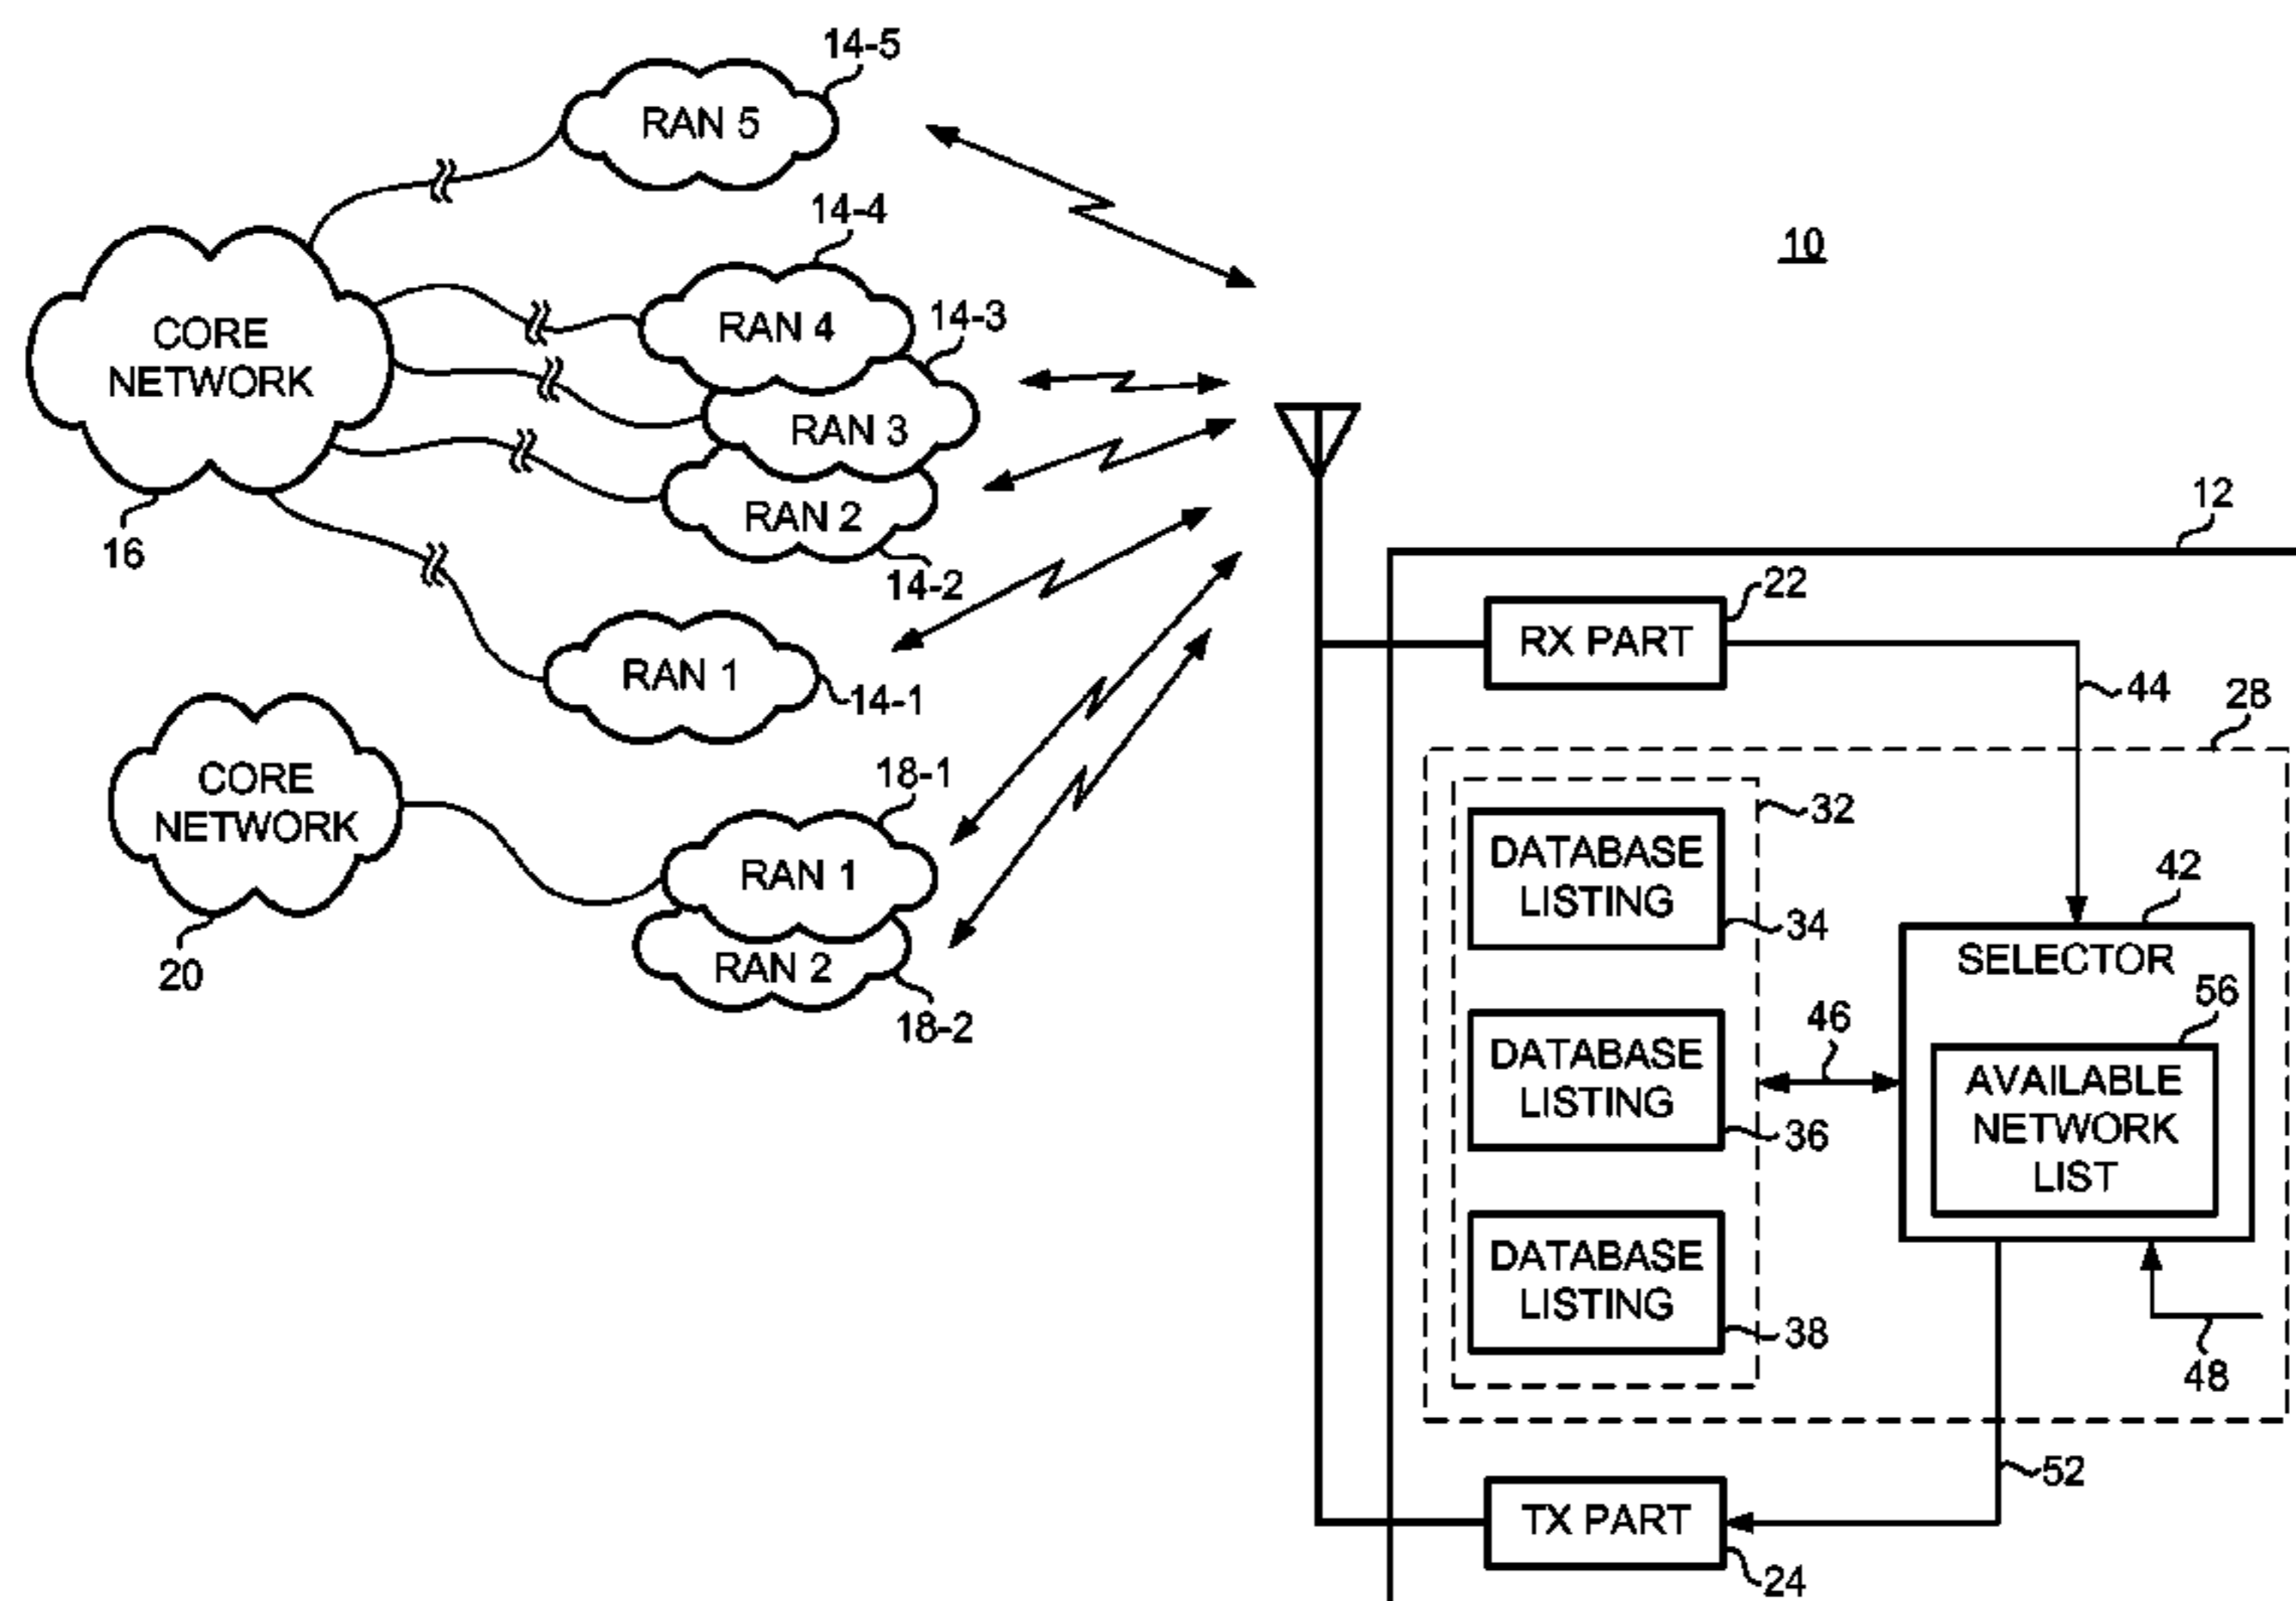 14-5
RAN 5
14-4
10
RAN 4
14-3
CORE
NETWORK
RAN 3
12
RAN 2
16
14-2
22
RX PART
RAN 1
14-1
44
28
CORE
NETWORK
18-1
32
DATABASE
LISTING
42
RAN 1
34
SELECTOR
20
RAN 2
56
18-2
46
DATABASE
LISTING
AVAILABLE
NETWORK
LIST
36
DATABASE
LISTING
38
48
52
TX PART
24